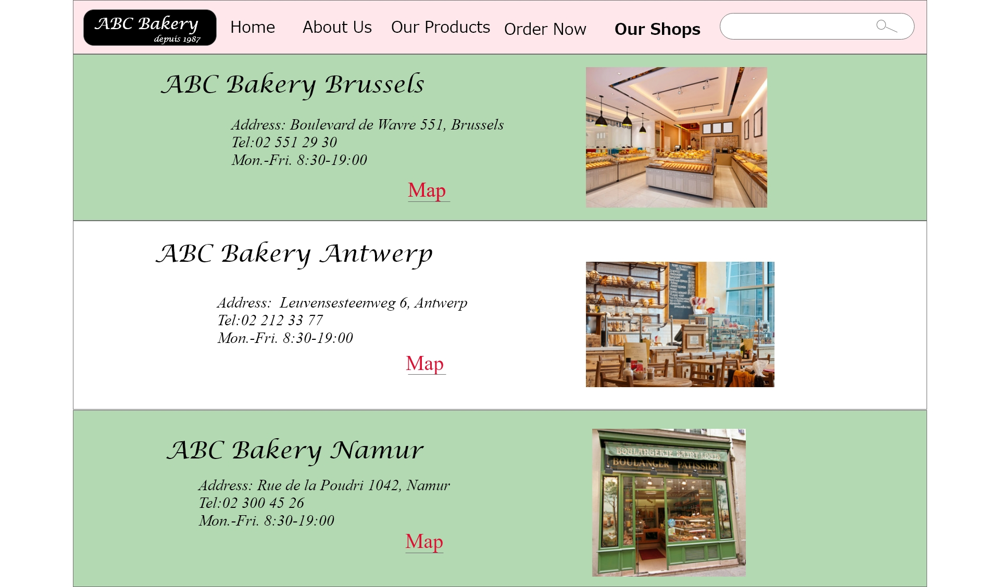 ABC Bakery
depuis 1987
Home About Us Our Products Order Now Our Shops
ABC Bakery Brussels
Address: Boulevard de Wavre 551, Brussels
Tel:02 551 29 30
Mon.-Fri. 8:30-19:00
Map
ABC Bakery Antwerp
Address: Leuvensesteenweg 6, Antwerp
Tel:02 212 33 77
Mon.-Fri. 8:30-19:00
Map
ABC Bakery Namur
Address: Rue de la Poudri 1042, Namur
Tel:02 300 45 26
Mon.-Fri. 8:30-19:00
Map
BOULANGERIE SAINT LOUIS
BOULANGER PATISSIER